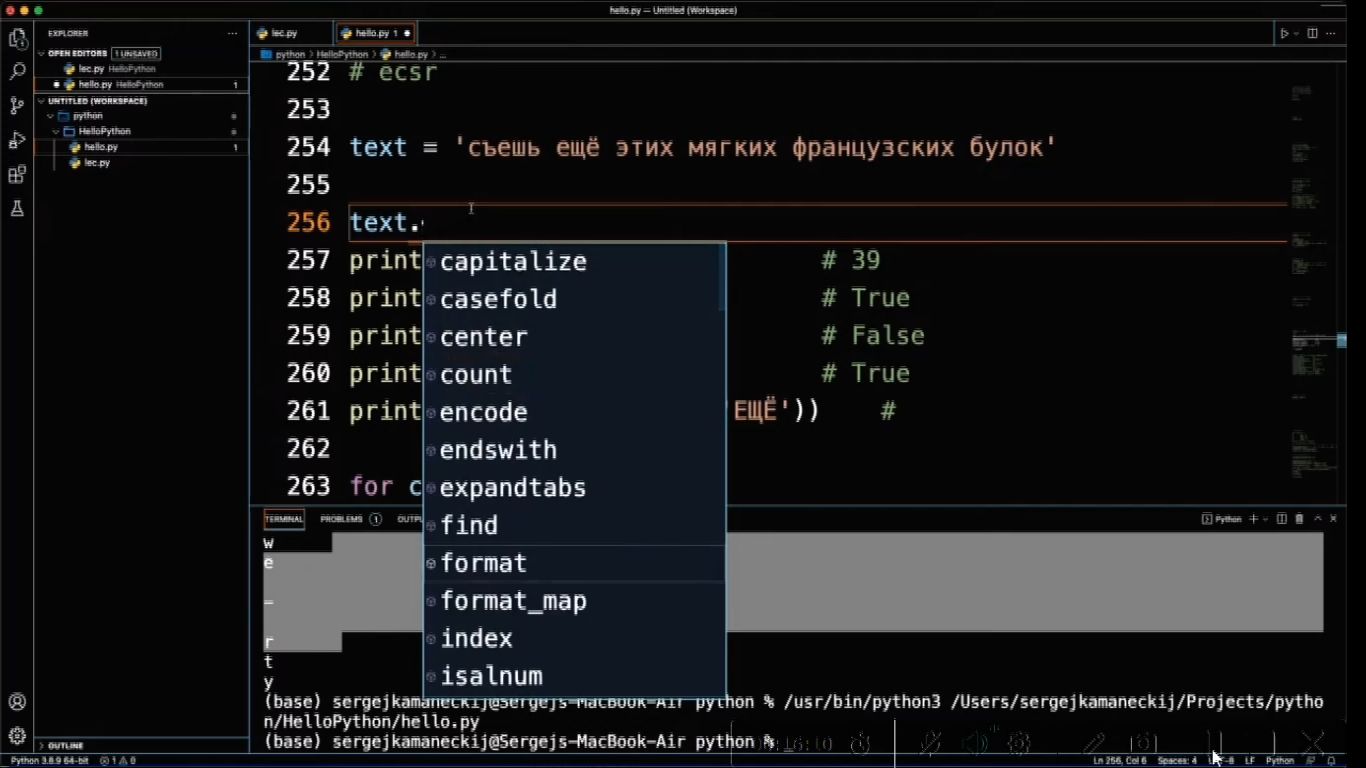 hello.py — Untitled (Workspace)
EXPLORER
lec.py
hello.py 1
OPEN EDITORS 1 UNSAVED
python > HelloPython > hello.py > ...
lec.py HelloPython
hello.py HelloPython 1
UNTITLED (WORKSPACE)
python
HelloPython
hello.py 1
lec.py
252 # ecsr
253
254 text = 'съешь ещё этих мягких французских булок'
255
256 text.
257 print # 39
258 print # True
259 print # False
260 print # True
261 print 'ЕЩЁ')) #
262
263 for c
capitalize
casefold
center
count
encode
endswith
expandtabs
find
format
format_map
index
isalnum
TERMINAL PROBLEMS 1 Python
w
e
=
r
t
y
(base) sergejkamaneckij@Sergejs-MacBook-Air python % /usr/bin/python3 /Users/sergejkamaneckij/Projects/pytho
n/HelloPython/hello.py
(base) sergejkamaneckij@Sergejs-MacBook-Air python %
OUTLINE
Python 3.8.9 64-bit 1 0 Ln 256, Col 6 Spaces: 4 LF Python